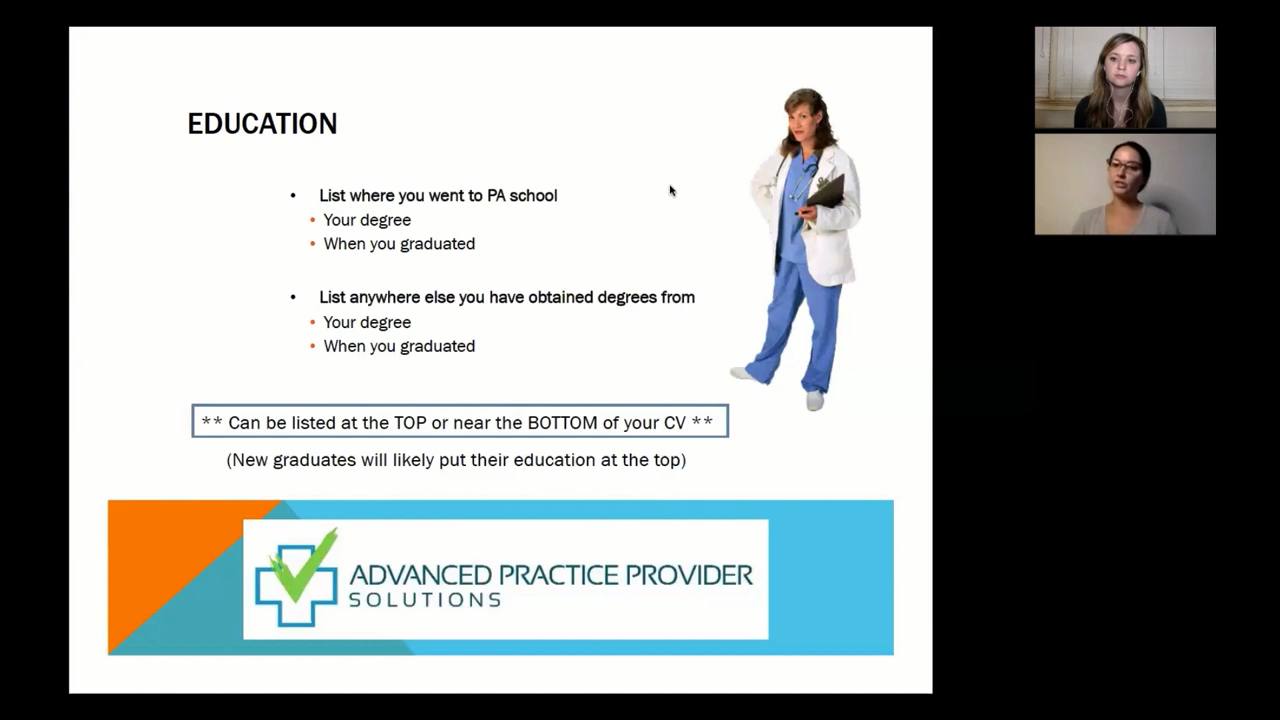 EDUCATION
• List where you went to PA school
• Your degree
• When you graduated
• List anywhere else you have obtained degrees from
• Your degree
• When you graduated
** Can be listed at the TOP or near the BOTTOM of your CV **
(New graduates will likely put their education at the top)
ADVANCED PRACTICE PROVIDER
SOLUTIONS